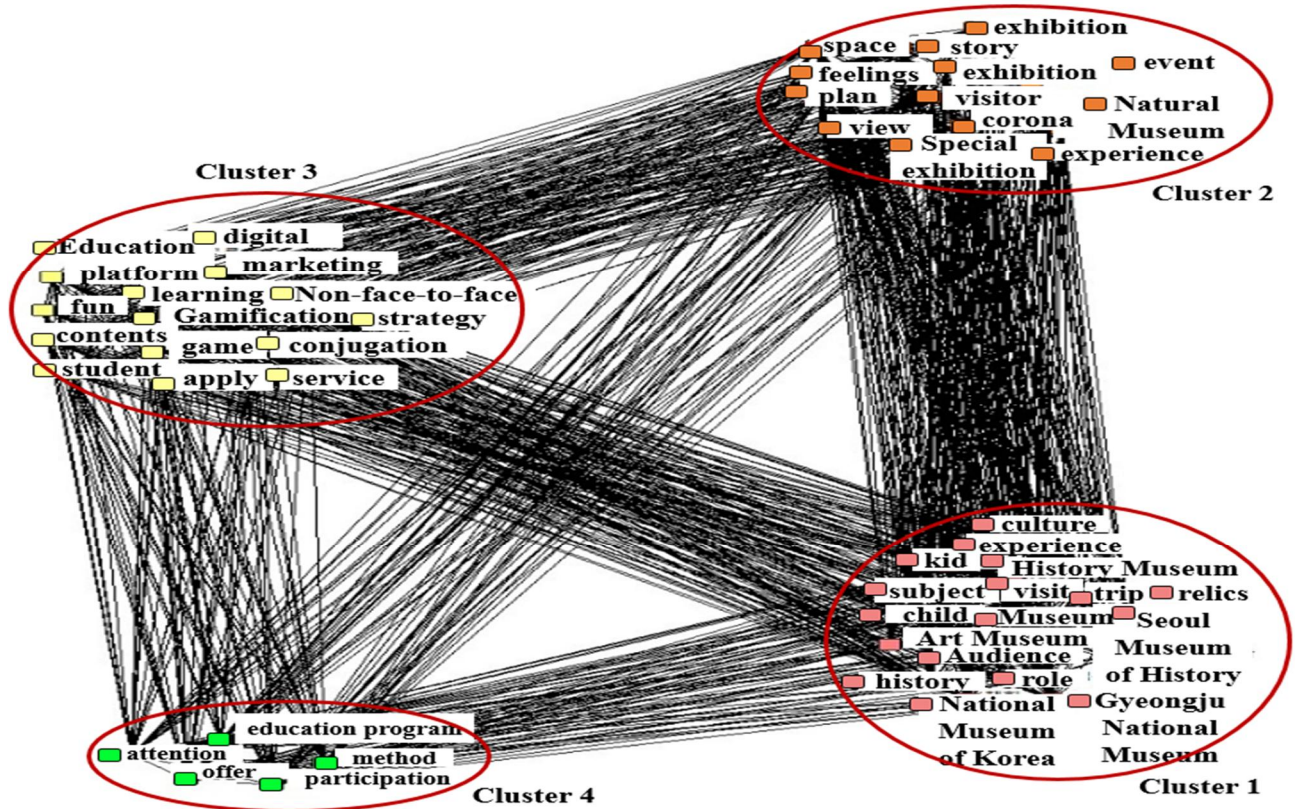 exhibition
space
story
event
feelings
exhibition
plan
visitor
Natural
Museum
view
corona
Special
exhibition
experience
Cluster 2
Cluster 3
Education
digital
platform
marketing
learning
Non-face-to-face
fun
Gamification
strategy
contents
game
conjugation
student
apply
service
culture
experience
kid
History Museum
subject
visit
trip
relics
child
Museum
Seoul
Museum
of History
Art Museum
Audience
history
role
National
Museum
of Korea
Gyeongju
National
Museum
Cluster 1
education program
attention
method
offer
participation
Cluster 4